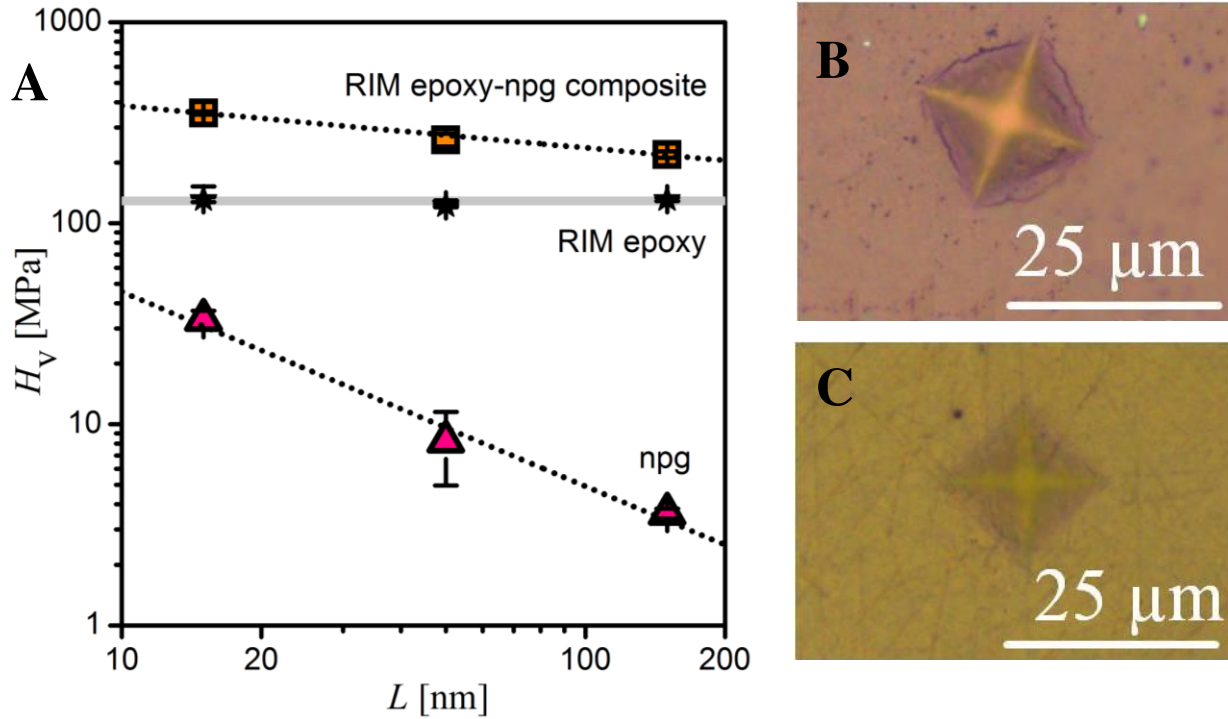 A
1000
RIM epoxy-npg composite
RIM epoxy
100
npg
10
1
H_V [MPa]
10
20
100
200
L [nm]
B
25 µm
C
25 µm